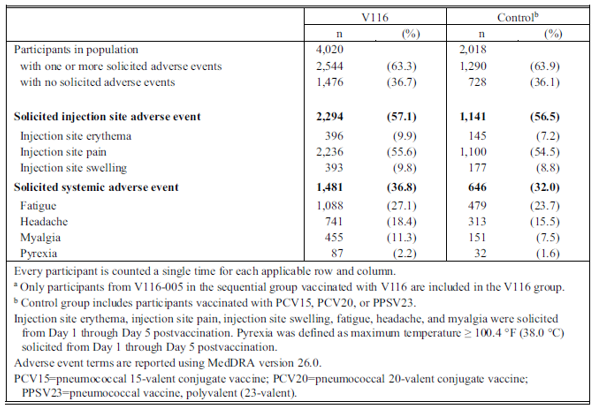 V116 Control^b
n (%) n (%)
Participants in population 4,020 2,018
with one or more solicited adverse events 2,544 (63.3) 1,290 (63.9)
with no solicited adverse events 1,476 (36.7) 728 (36.1)
Solicited injection site adverse event 2,294 (57.1) 1,141 (56.5)
Injection site erythema 396 (9.9) 145 (7.2)
Injection site pain 2,236 (55.6) 1,100 (54.5)
Injection site swelling 393 (9.8) 177 (8.8)
Solicited systemic adverse event 1,481 (36.8) 646 (32.0)
Fatigue 1,088 (27.1) 479 (23.7)
Headache 741 (18.4) 313 (15.5)
Myalgia 455 (11.3) 151 (7.5)
Pyrexia 87 (2.2) 32 (1.6)
Every participant is counted a single time for each applicable row and column.
a Only participants from V116-005 in the sequential group vaccinated with V116 are included in the V116 group.
b Control group includes participants vaccinated with PCV15, PCV20, or PPSV23.
Injection site erythema, injection site pain, injection site swelling, fatigue, headache, and myalgia were solicited
from Day 1 through Day 5 postvaccination. Pyrexia was defined as maximum temperature ≥ 100.4 °F (38.0 °C)
solicited from Day 1 through Day 5 postvaccination.
Adverse event terms are reported using MedDRA version 26.0.
PCV15=pneumococcal 15-valent conjugate vaccine; PCV20=pneumococcal 20-valent conjugate vaccine;
PPSV23=pneumococcal vaccine, polyvalent (23-valent).